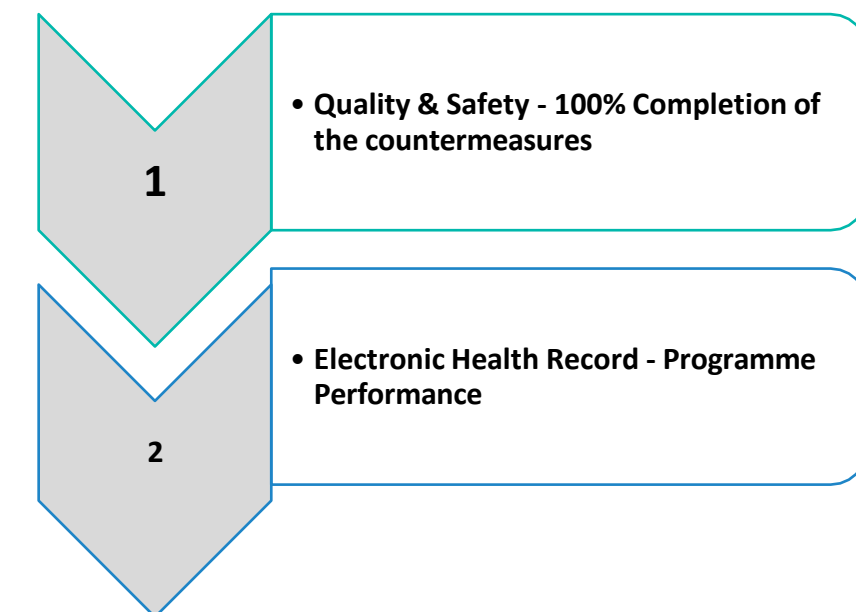 1
• Quality & Safety - 100% Completion of
the countermeasures
2
• Electronic Health Record - Programme
Performance